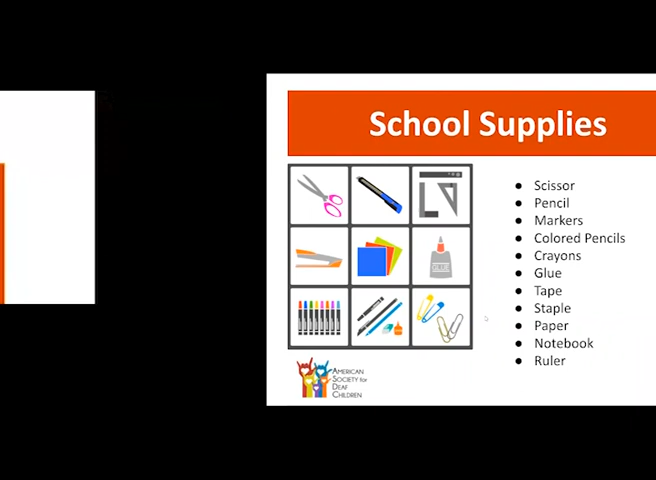 School Supplies
GLUE
Scissor
Pencil
Markers
Colored Pencils
Crayons
Glue
Tape
Staple
Paper
Notebook
Ruler
AMERICAN
SOCIETY for
DEAF
CHILDREN